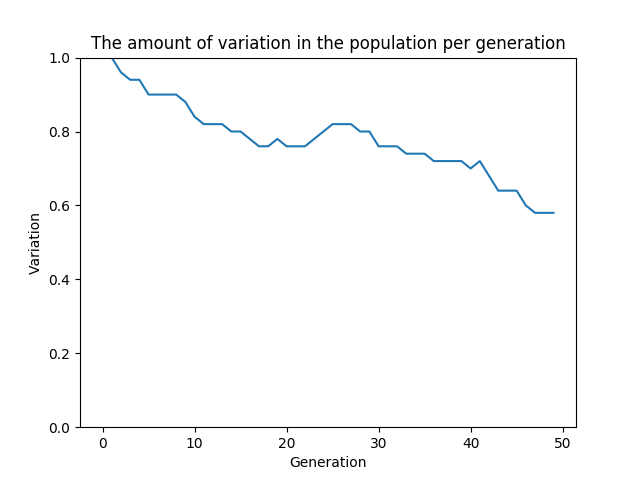 The amount of variation in the population per generation
1.0
0.8
0.6
0.4
0.2
0.0
Variation
0 10 20 30 40 50
Generation